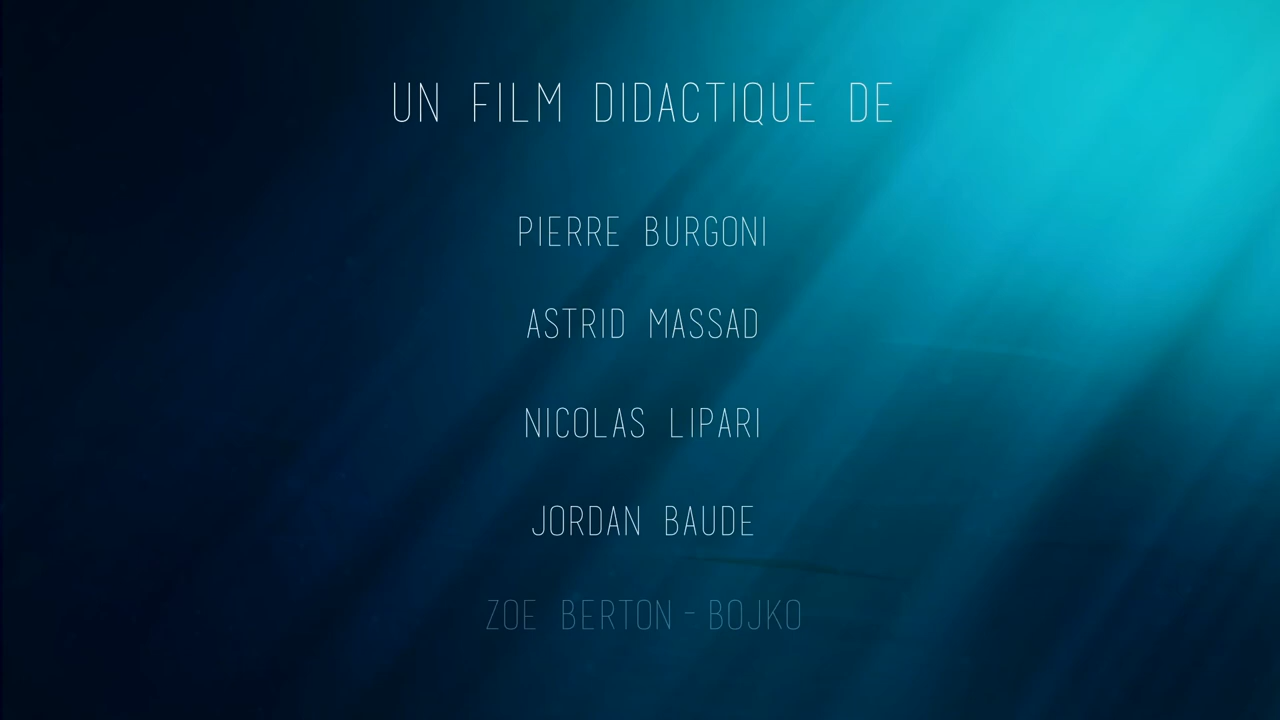 UN FILM DIDACTIQUE DE
PIERRE BURGONI
ASTRID MASSAD
NICOLAS LIPARI
JORDAN BAUDE
ZOE BERTON-BOJKO